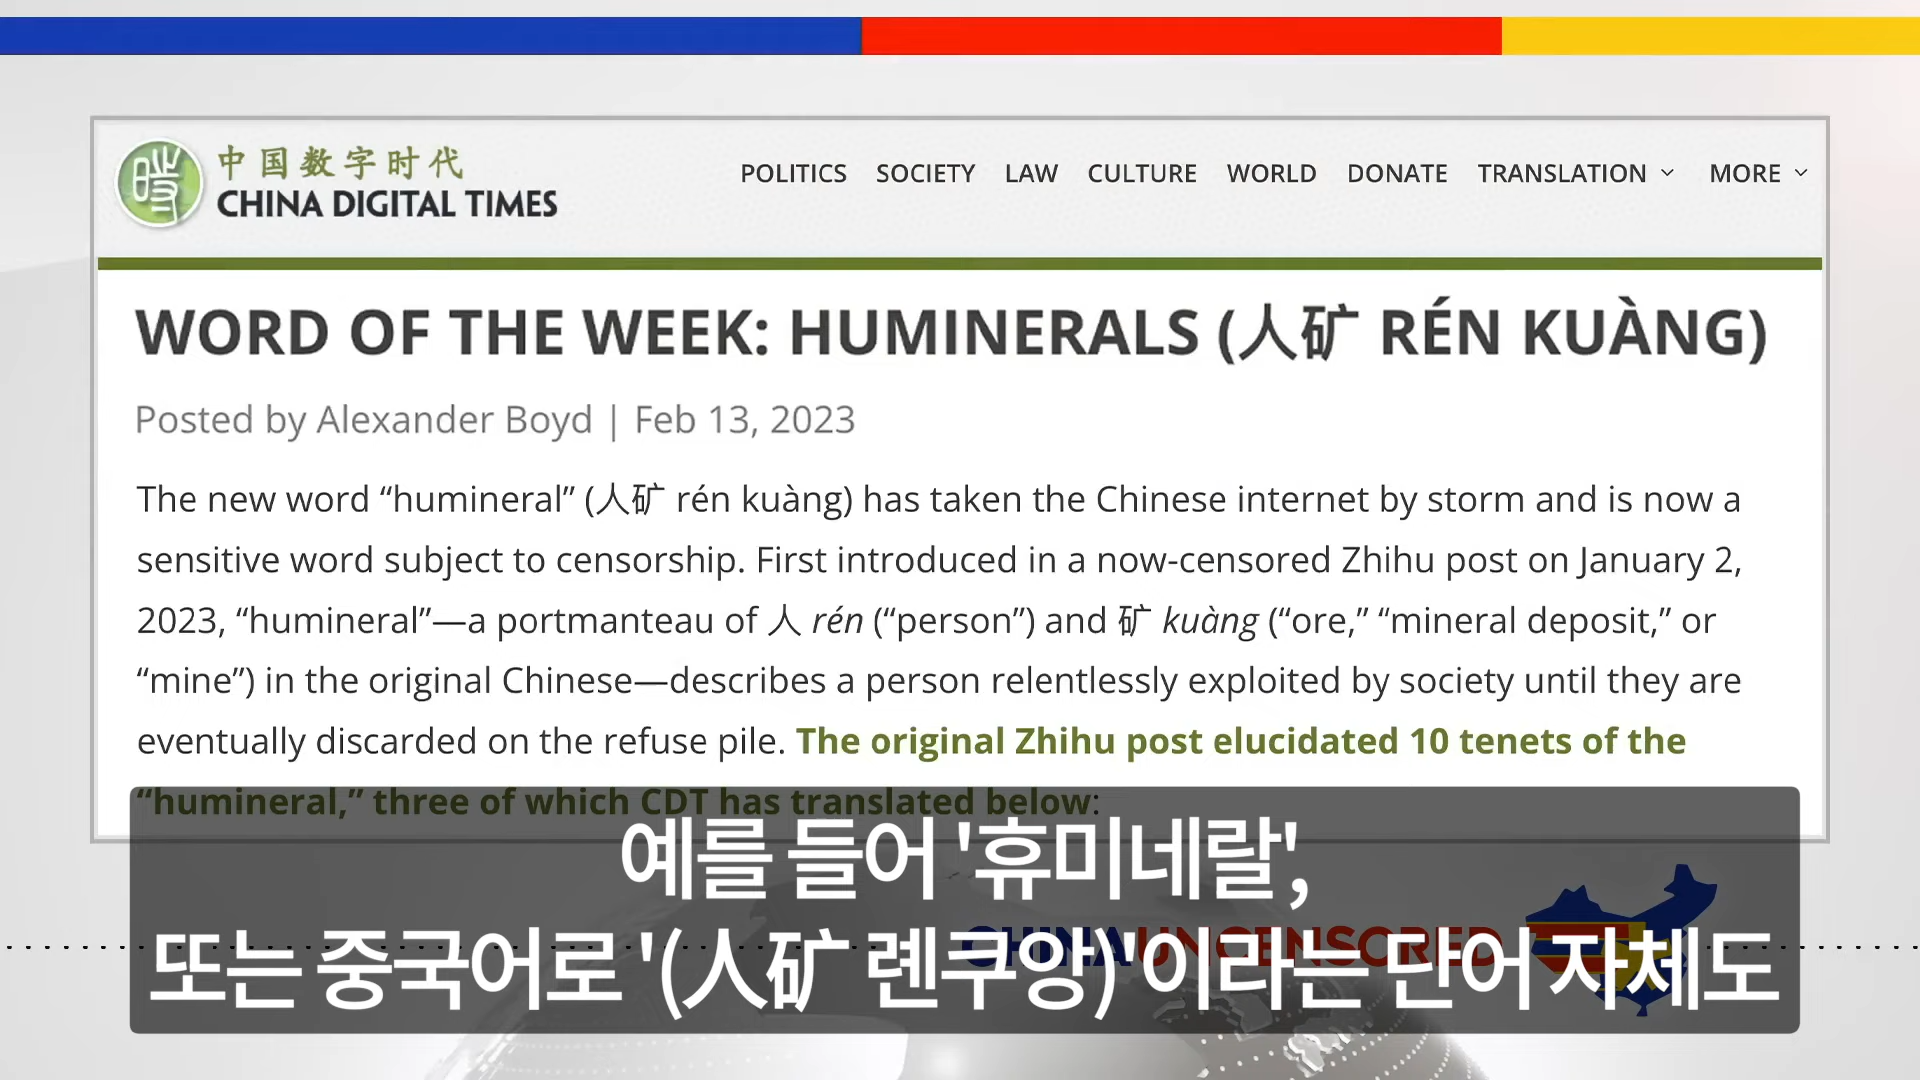 中国数字时代
CHINA DIGITAL TIMES
POLITICS SOCIETY LAW CULTURE WORLD DONATE TRANSLATION MORE
WORD OF THE WEEK: HUMINERALS (人矿 RÉN KUÀNG)
Posted by Alexander Boyd | Feb 13, 2023
The new word “humineral” (人矿 rén kuàng) has taken the Chinese internet by storm and is now a
sensitive word subject to censorship. First introduced in a now-censored Zhihu post on January 2,
2023, “humineral”—a portmanteau of 人 rén (“person”) and 矿 kuàng (“ore,” “mineral deposit,” or
“mine”) in the original Chinese—describes a person relentlessly exploited by society until they are
eventually discarded on the refuse pile. The original Zhihu post elucidated 10 tenets of the
“humineral,” three of which CDT has translated below:
예를 들어 '휴미네랄',
또는 중국어로 '(人矿 롄쿠앙)'이라는 단어 자체도
CHINA UNCENSORED